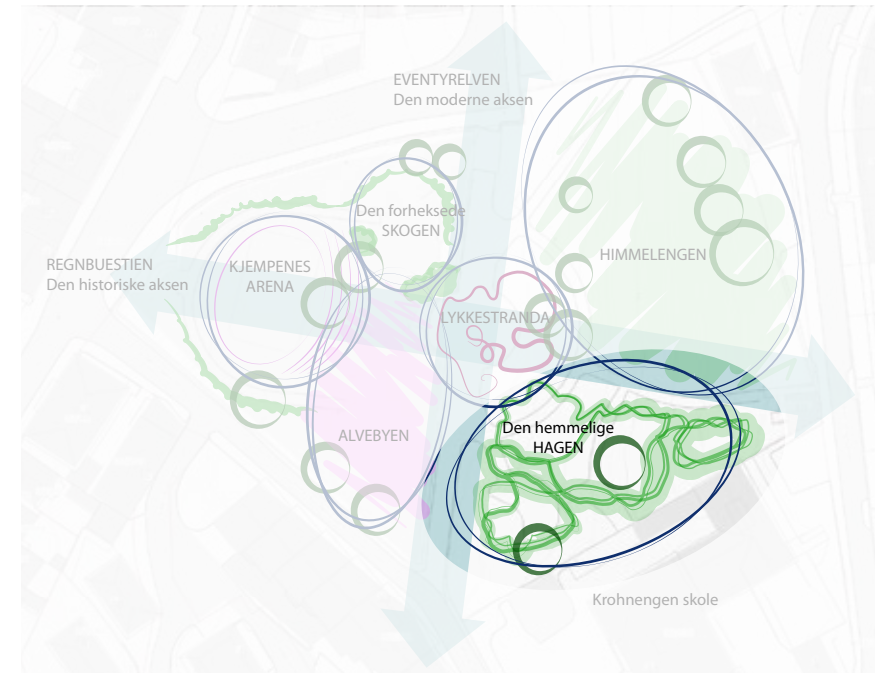 EVENTYRELVEN
Den moderne aksen
Den forheksede
SKOGEN
REGNBUESTIEN
Den historiske aksen
KJEMPENES
ARENA
HIMMELENGEN
LYKKESTRANDA
ALVEBYEN
Den hemmelige
HAGEN
Krohnengen skole